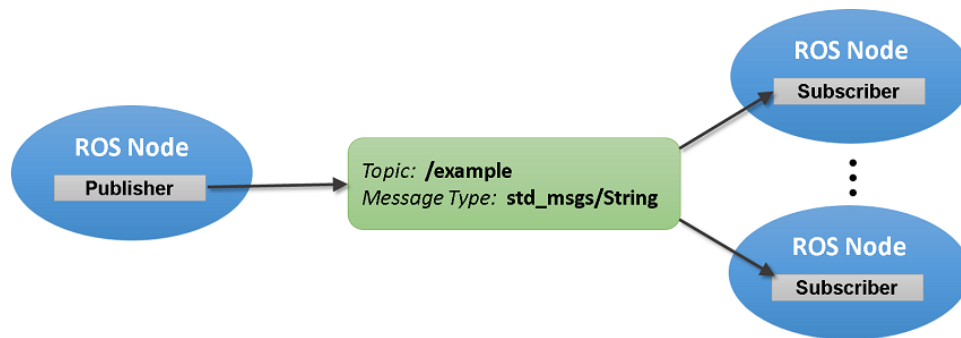 ROS Node
Publisher
Topic: /example
Message Type: std_msgs/String
ROS Node
Subscriber
ROS Node
Subscriber